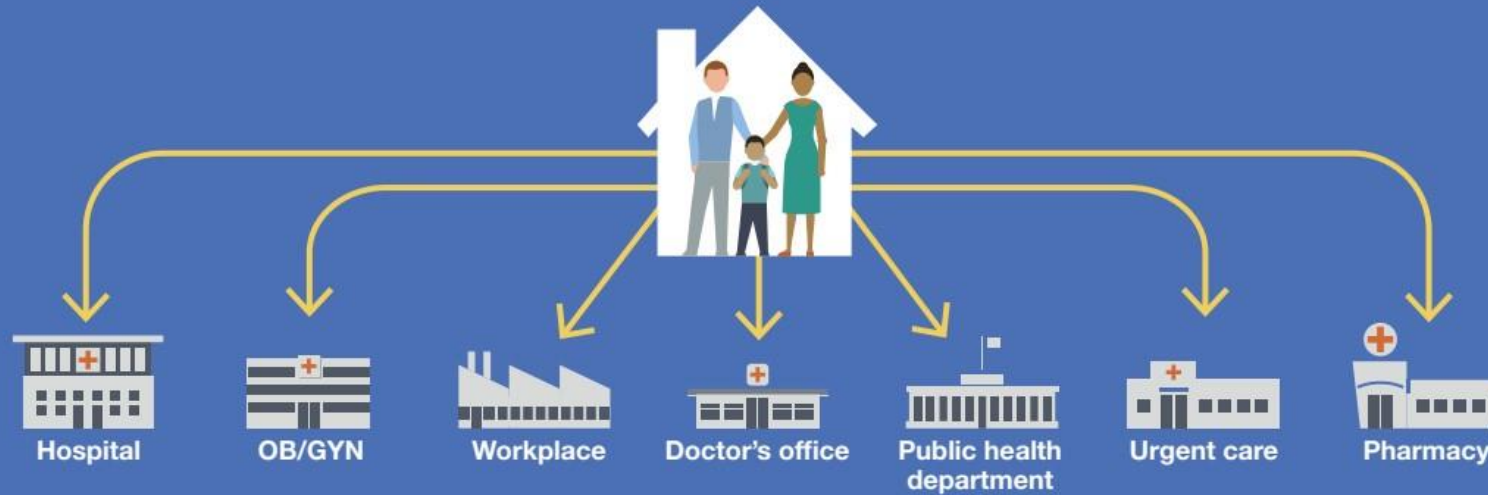 Hospital
OB/GYN
Workplace
Doctor's office
Public health
department
Urgent care
Pharmacy